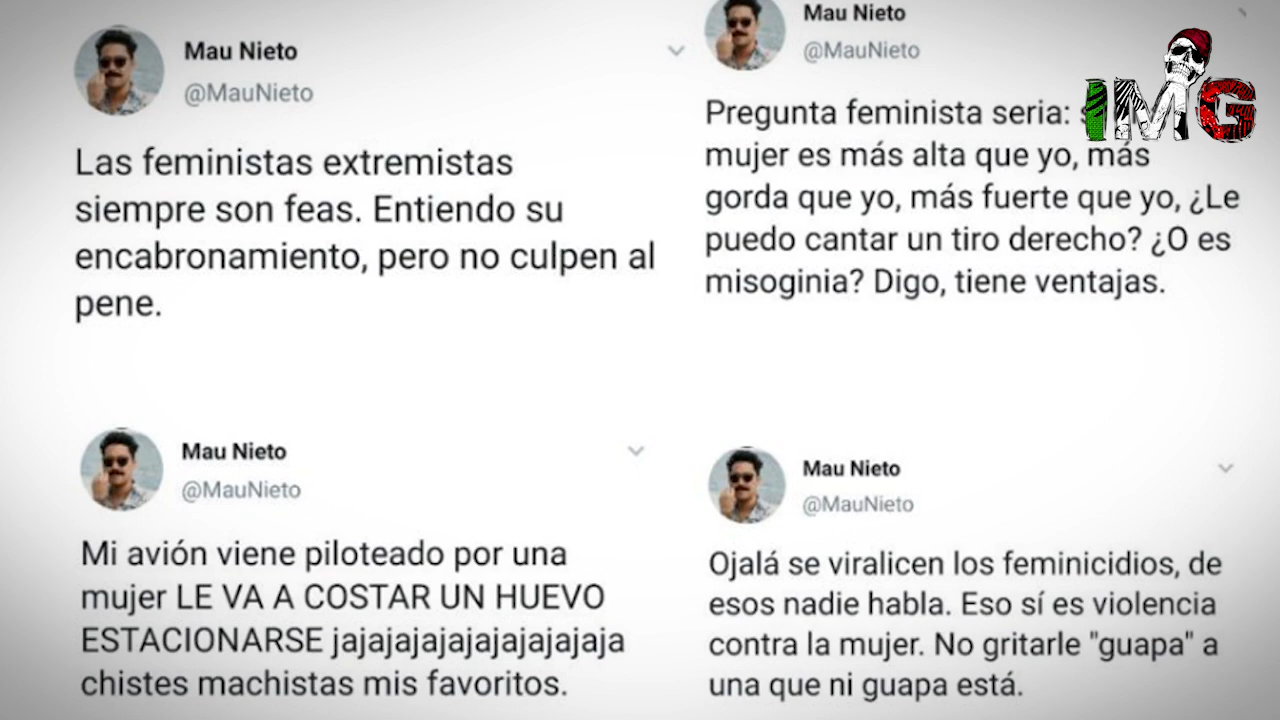 Mau Nieto
@MauNieto
Las feministas extremistas
siempre son feas. Entiendo su
encabronamiento, pero no culpen al
pene.
Mau Nieto
@MauNieto
Pregunta feminista seria:
mujer es más alta que yo, más
gorda que yo, más fuerte que yo, ¿Le
puedo cantar un tiro derecho? ¿O es
misoginia? Digo, tiene ventajas.
IMG
Mau Nieto
@MauNieto
Mi avión viene piloteado por una
mujer LE VA A COSTAR UN HUEVO
ESTACIONARSE jajajajajajajajajajaja
chistes machistas mis favoritos.
Mau Nieto
@MauNieto
Ojalá se viralicen los feminicidios, de
esos nadie habla. Eso sí es violencia
contra la mujer. No gritarle "guapa" a
una que ni guapa está.